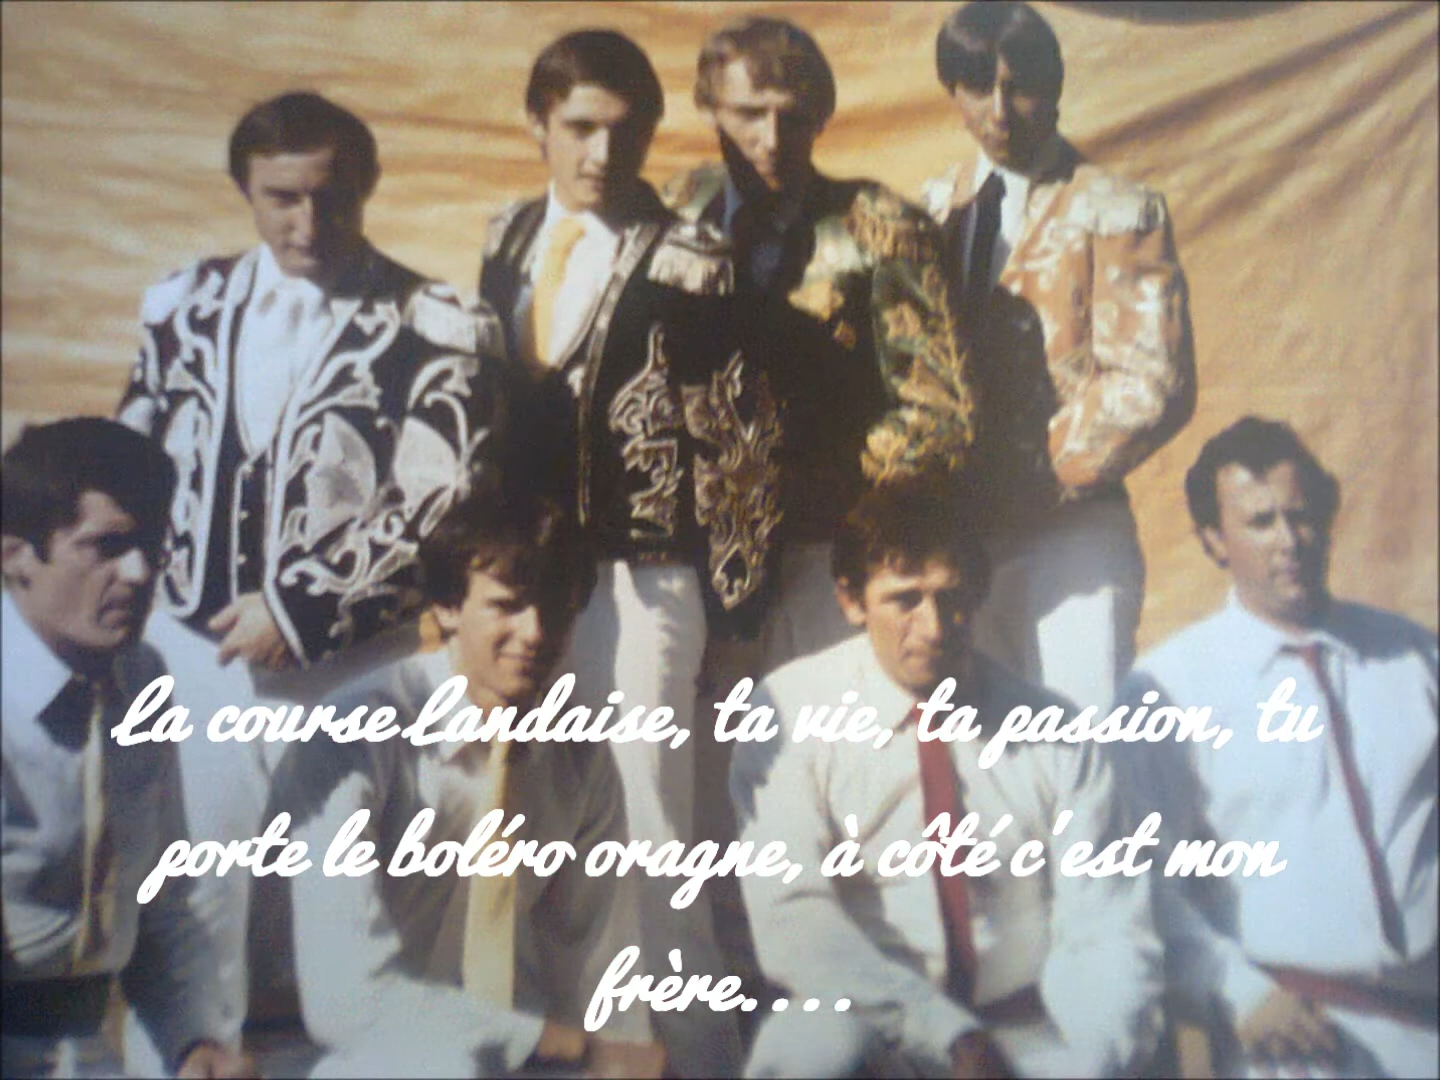 La course Landaise, ta vie, ta passion, tu
porte le boléro oragne, à côté c'est mon
frère....